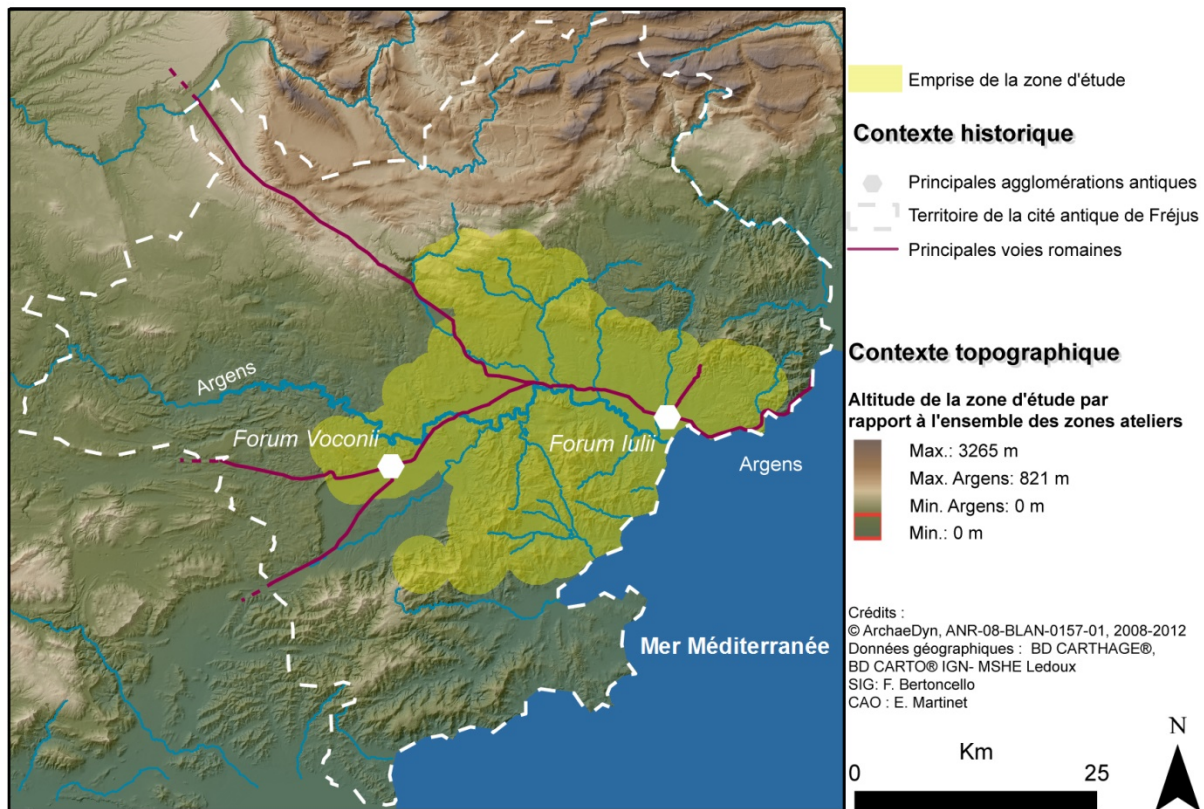 Argens
Forum Voconii
Forum Iulii
Argens
Mer Méditerranée
Emprise de la zone d'étude
Contexte historique
Principales agglomérations antiques
Territoire de la cité antique de Fréjus
Principales voies romaines
Contexte topographique
Altitude de la zone d'étude par
rapport à l'ensemble des zones ateliers
Max.: 3265 m
Max. Argens: 821 m
Min. Argens: 0 m
Min.: 0 m
Crédits :
© ArchaeDyn, ANR-08-BLAN-0157-01, 2008-2012
Données géographiques : BD CARTHAGE®,
BD CARTO® IGN- MSHE Ledoux
SIG: F. Bertoncello
CAO : E. Martinet
Km
0 25
N